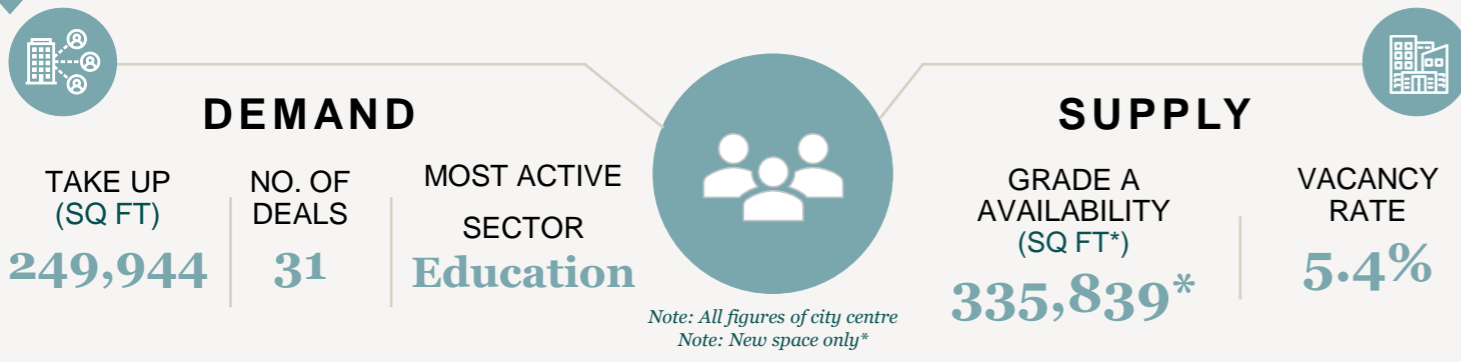 DEMAND
TAKE UP
(SQ FT)
249,944
NO. OF
DEALS
31
MOST ACTIVE
SECTOR
Education
Note: All figures of city centre
Note: New space only*
SUPPLY
GRADE A
AVAILABILITY
(SQ FT*)
335,839*
VACANCY
RATE
5.4%